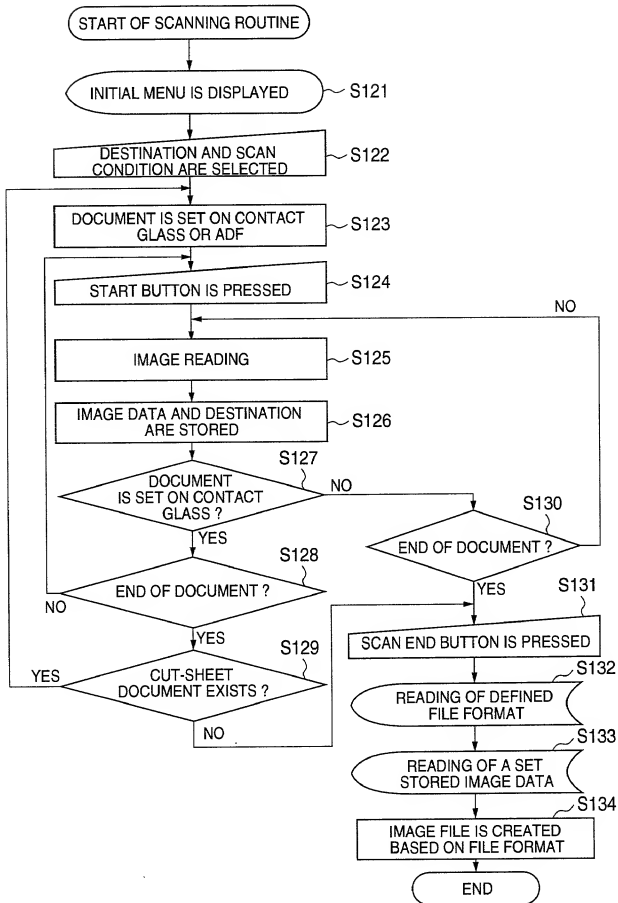 START OF SCANNING ROUTINE
INITIAL MENU IS DISPLAYED
S121
DESTINATION AND SCAN
CONDITION ARE SELECTED
S122
DOCUMENT IS SET ON CONTACT
GLASS OR ADF
S123
START BUTTON IS PRESSED
S124
NO
IMAGE READING
S125
IMAGE DATA AND DESTINATION
ARE STORED
S126
S127
DOCUMENT
IS SET ON CONTACT
GLASS ?
NO
YES
S130
END OF DOCUMENT ?
YES
S128
END OF DOCUMENT ?
NO
YES
S131
SCAN END BUTTON IS PRESSED
S129
YES
CUT-SHEET
DOCUMENT EXISTS ?
NO
S132
READING OF DEFINED
FILE FORMAT
S133
READING OF A SET
STORED IMAGE DATA
S134
IMAGE FILE IS CREATED
BASED ON FILE FORMAT
END